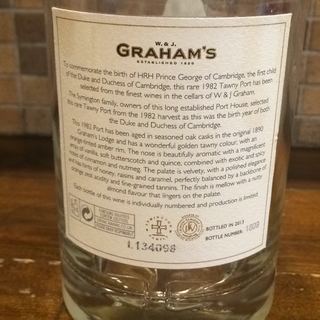 W. & J.
GRAHAM'S
ESTABLISHED 1820
To commemorate the birth of HRH Prince George of Cambridge, the first child
of the Duke and Duchess of Cambridge, this rare 1982 Tawny Port has been
selected from the finest wines in the cellars of W & J Graham.
The Symington family, owners of this long established Port House, selected
this rare Tawny Port from the 1982 harvest as this was the birth year of both
the Duke and Duchess of Cambridge.
This 1982 Port has been aged in seasoned oak casks in the original 1890
Graham's Lodge and has a wonderful golden tawny colour, with an
orange-tinted amber rim. The nose is beautifully aromatic with a magnificent
scent of vanilla, soft butterscotch and quince, combined with exotic and spicy
notes of cinnamon and nutmeg. The palate is velvety, with a polished elegance
and flavours of honey, raisins and caramel, perfectly balanced by a backbone of
orange zest acidity and fine-grained tannins. The finish is mellow with a nutty
almond flavour that lingers on the palate.
Each bottle of this wine is individually numbered and production is limited.
BOTTLED IN 2013
BOTTLE NUMBER:
L134098